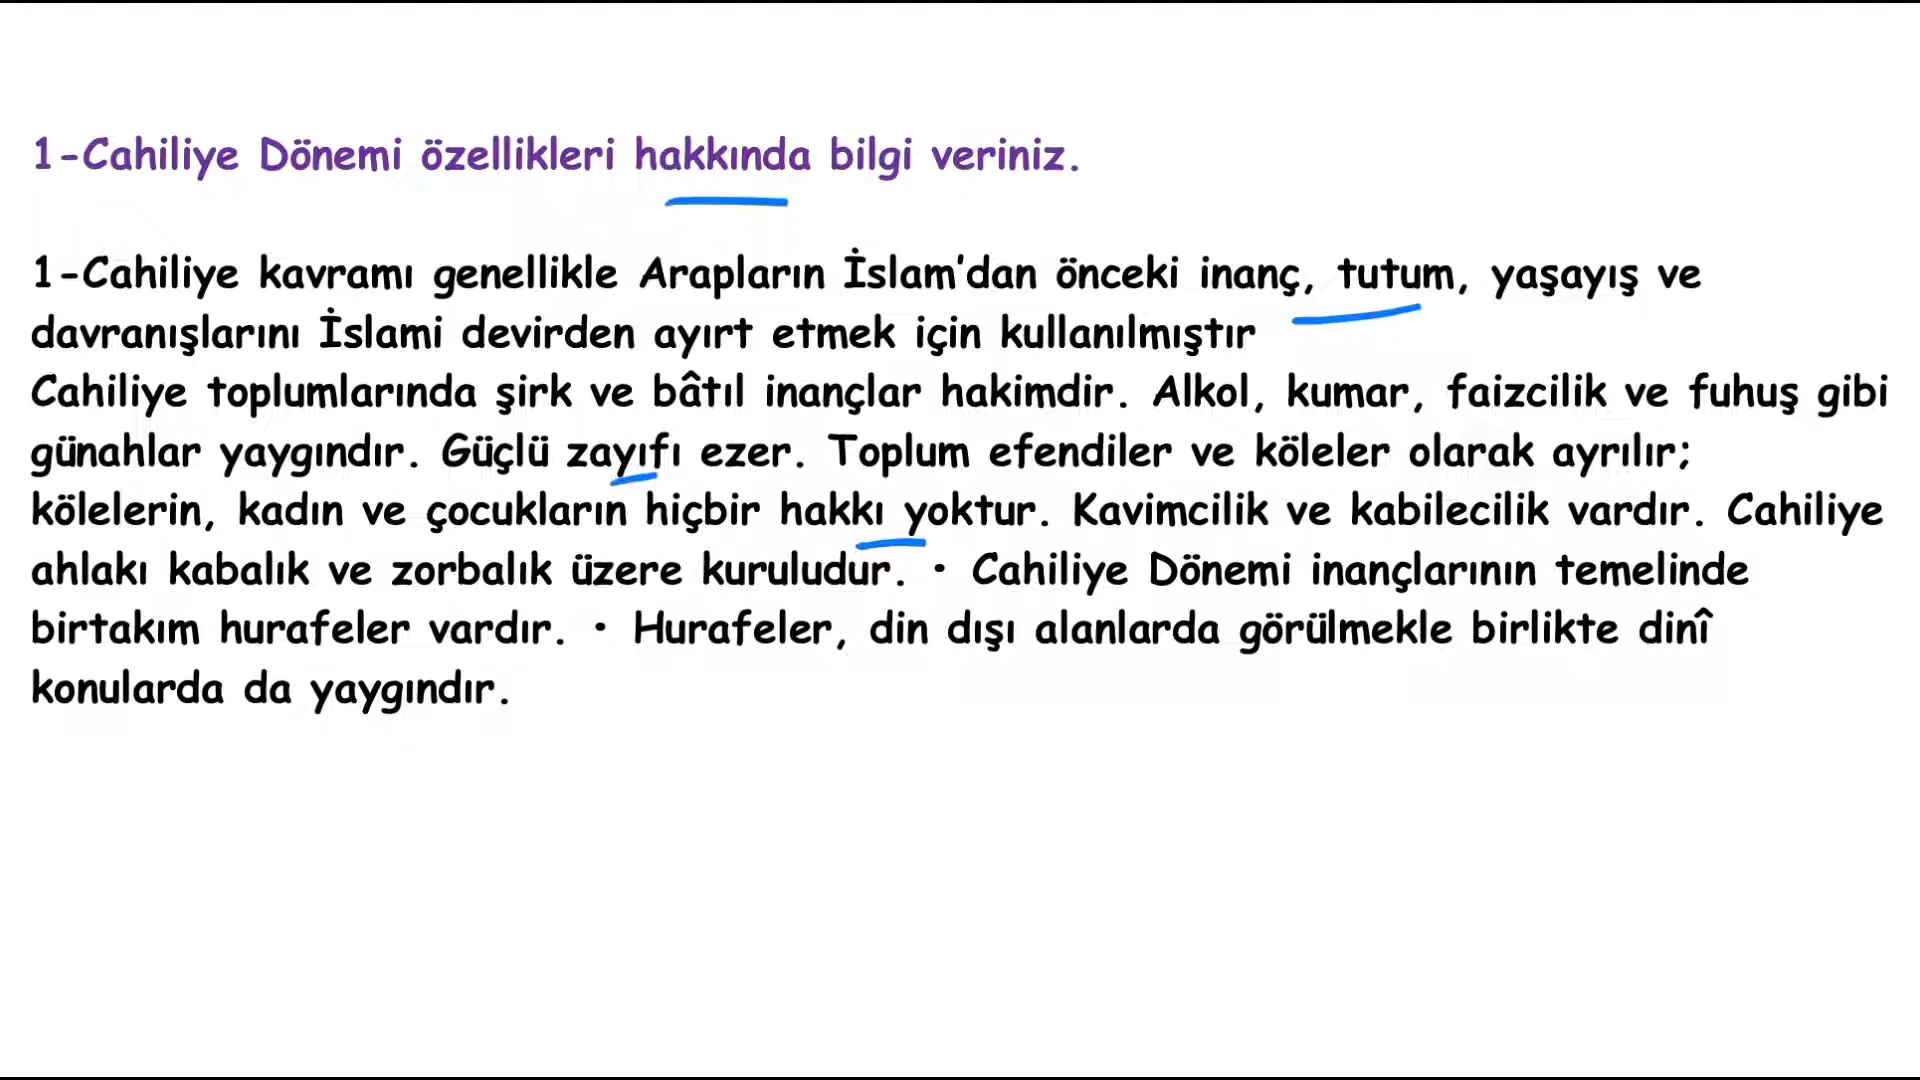 1-Cahiliye Dönemi özellikleri hakkında bilgi veriniz.
1-Cahiliye kavramı genellikle Arapların İslam'dan önceki inanç, tutum, yaşayış ve
davranışlarını İslami devirden ayırt etmek için kullanılmıştır
Cahiliye toplumlarında şirk ve bâtıl inançlar hakimdir. Alkol, kumar, faizcilik ve fuhuş gibi
günahlar yaygındır. Güçlü zayıfı ezer. Toplum efendiler ve köleler olarak ayrılır;
kölelerin, kadın ve çocukların hiçbir hakkı yoktur. Kavimcilik ve kabilecilik vardır. Cahiliye
ahlakı kabalık ve zorbalık üzere kuruludur. • Cahiliye Dönemi inançlarının temelinde
birtakım hurafeler vardır. • Hurafeler, din dışı alanlarda görülmekle birlikte dinî
konularda da yaygındır.